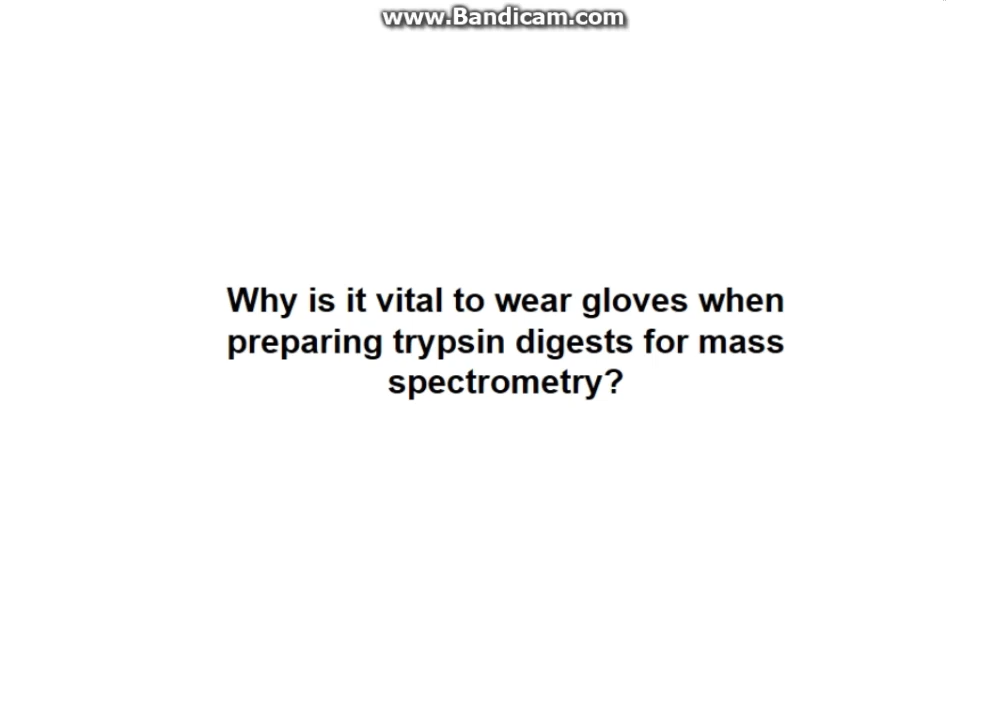 www.Bandicam.com
Why is it vital to wear gloves when
preparing trypsin digests for mass
spectrometry?